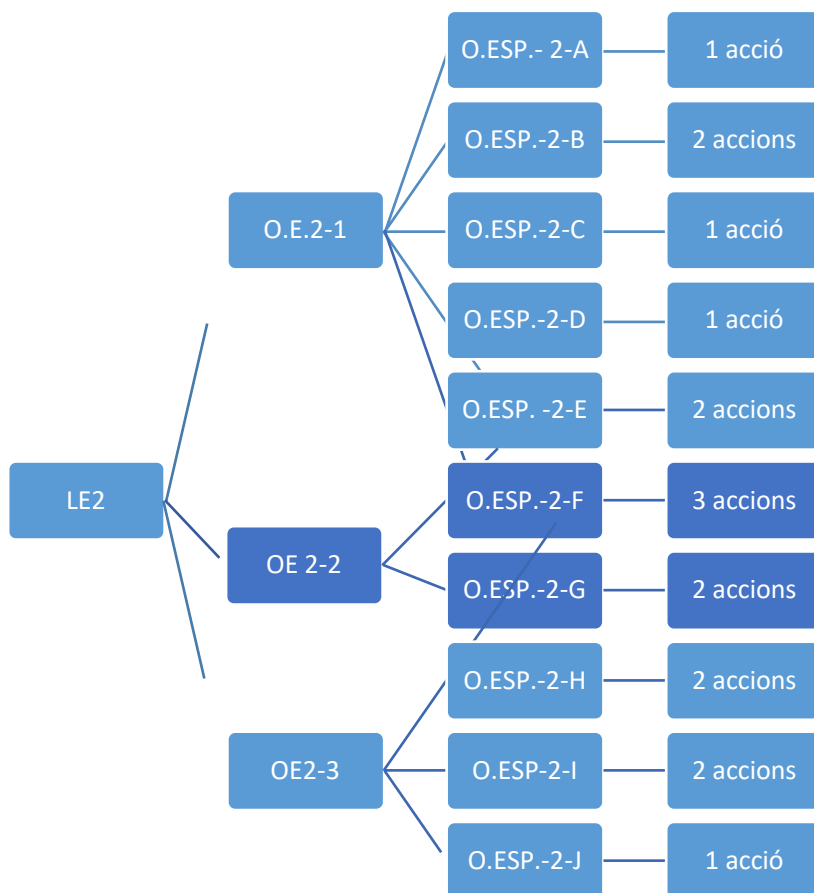 O.ESP.- 2-A
1 acció
O.ESP.-2-B
2 accions
O.E.2-1
O.ESP.-2-C
1 acció
O.ESP.-2-D
1 acció
O.ESP. -2-E
2 accions
LE2
O.ESP.-2-F
3 accions
OE 2-2
O.ESP.-2-G
2 accions
O.ESP.-2-H
2 accions
OE2-3
O.ESP-2-I
2 accions
O.ESP.-2-J
1 acció